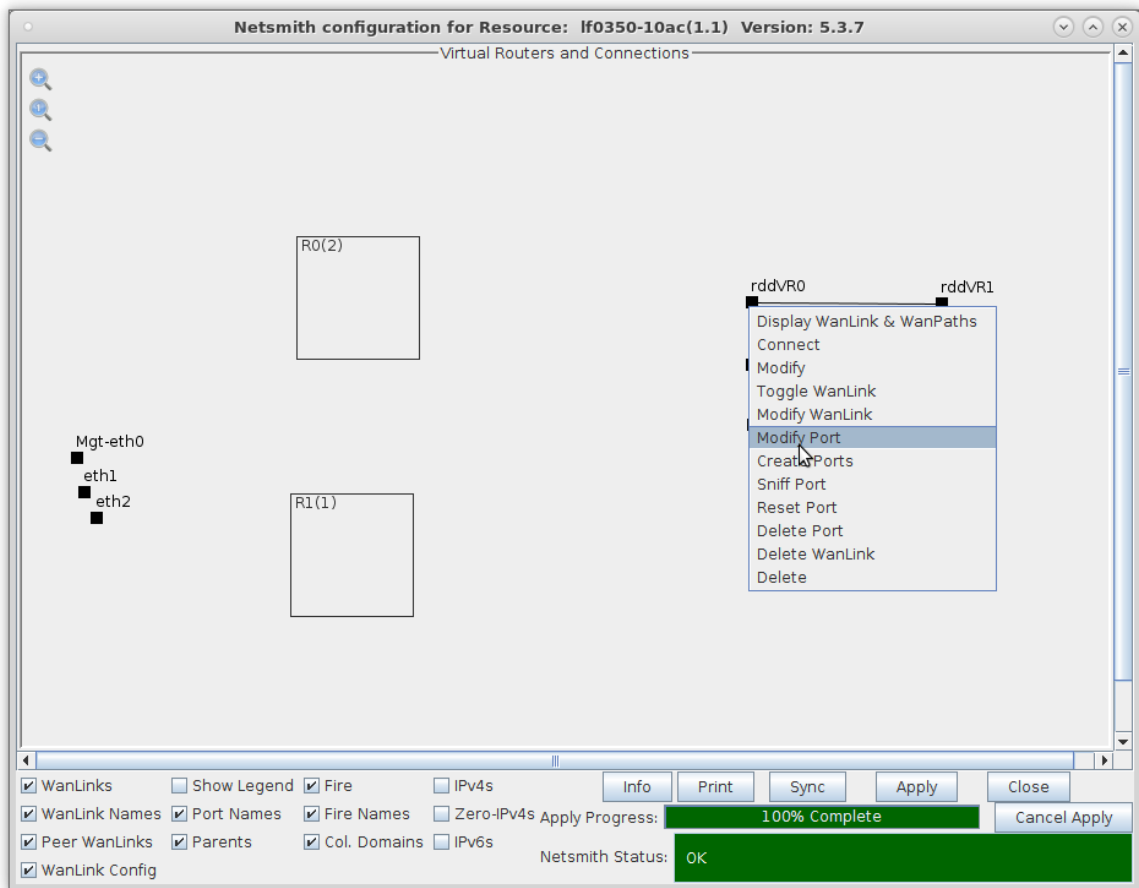 Netsmith configuration for Resource: lf0350-10ac(1.1) Version: 5.3.7
Virtual Routers and Connections
R0(2)
rddVR0 rddVR1
Display WanLink & WanPaths
Connect
Modify
Toggle WanLink
Modify WanLink
Modify Port
Create Ports
Sniff Port
Reset Port
Delete Port
Delete WanLink
Delete
Mgt-eth0
eth1
eth2
R1(1)
WanLinks Show Legend Fire IPv4s Info Print Sync Apply Close
WanLink Names Port Names Fire Names Zero-IPv4s Apply Progress: 100% Complete Cancel Apply
Peer WanLinks Parents Col. Domains IPv6s Netsmith Status: OK
WanLink Config